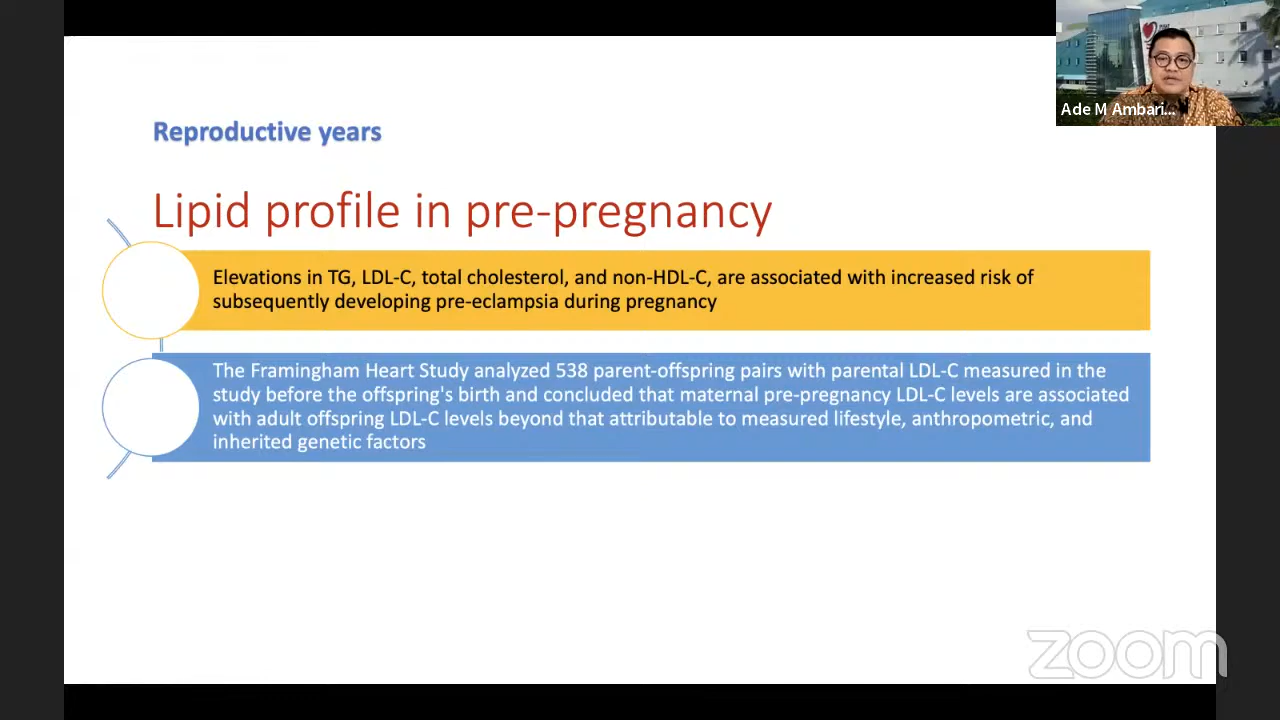 Ade M Ambari...
Reproductive years
Lipid profile in pre-pregnancy
Elevations in TG, LDL-C, total cholesterol, and non-HDL-C, are associated with increased risk of
subsequently developing pre-eclampsia during pregnancy
The Framingham Heart Study analyzed 538 parent-offspring pairs with parental LDL-C measured in the
study before the offspring's birth and concluded that maternal pre-pregnancy LDL-C levels are associated
with adult offspring LDL-C levels beyond that attributable to measured lifestyle, anthropometric, and
inherited genetic factors
zoom